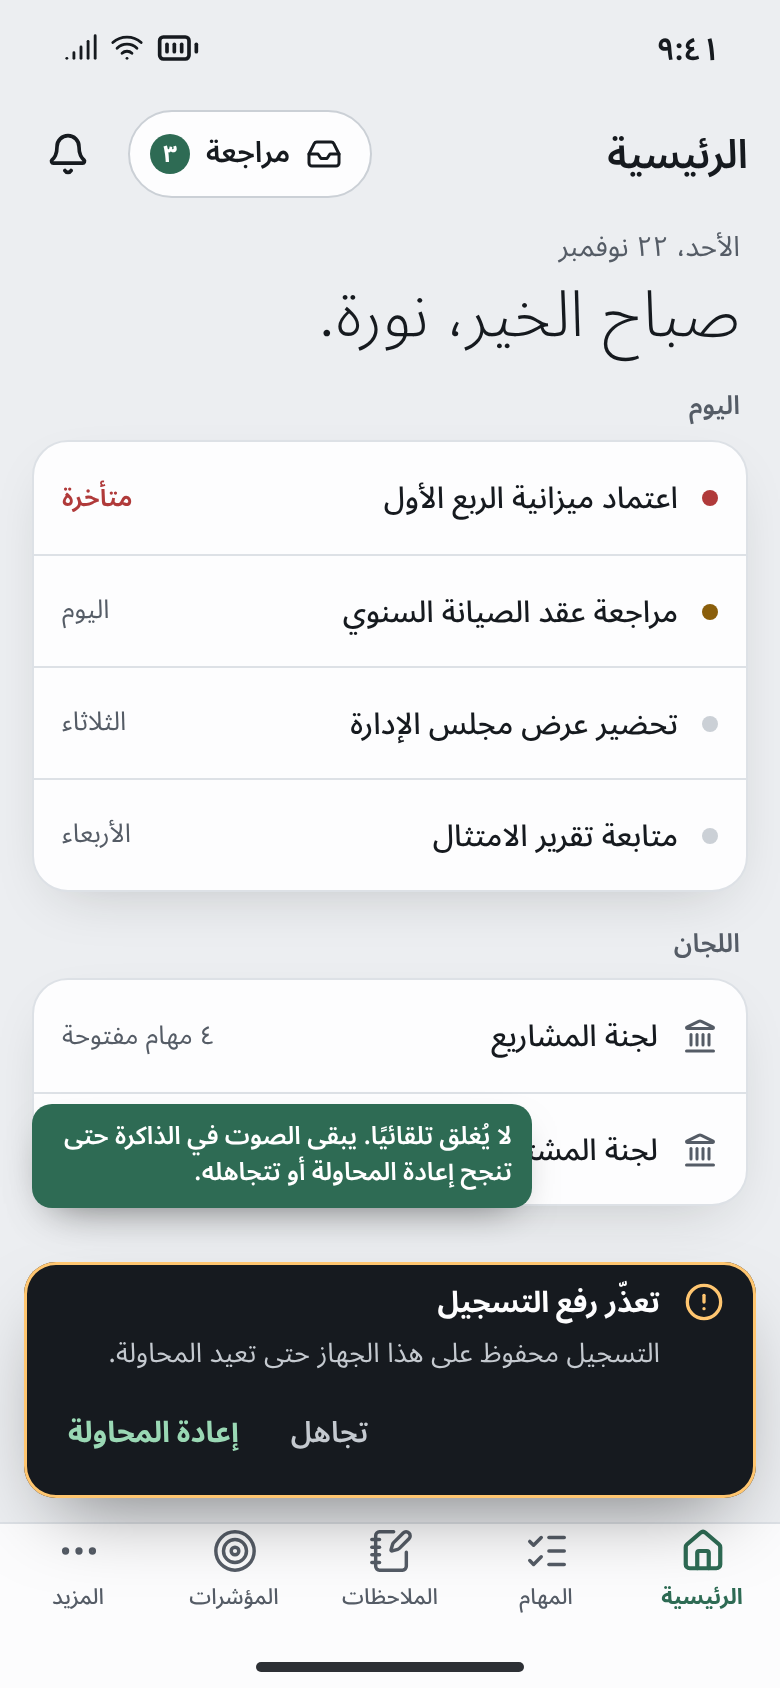 ٩:٤١
الرئيسية
مراجعة ٣
الأحد، ٢٢ نوفمبر
صباح الخير، نورة.
اليوم
اعتماد ميزانية الربع الأول متأخرة
مراجعة عقد الصيانة السنوي اليوم
تحضير عرض مجلس الإدارة الثلاثاء
متابعة تقرير الامتثال الأربعاء
اللجان
لجنة المشاريع ٤ مهام مفتوحة
لجنة
لا يُغلق تلقائيًا. يبقى الصوت في الذاكرة حتى
تنجح إعادة المحاولة أو تتجاهله.
تعذّر رفع التسجيل
التسجيل محفوظ على هذا الجهاز حتى تعيد المحاولة.
تجاهل إعادة المحاولة
الرئيسية المهام الملاحظات المؤشرات المزيد